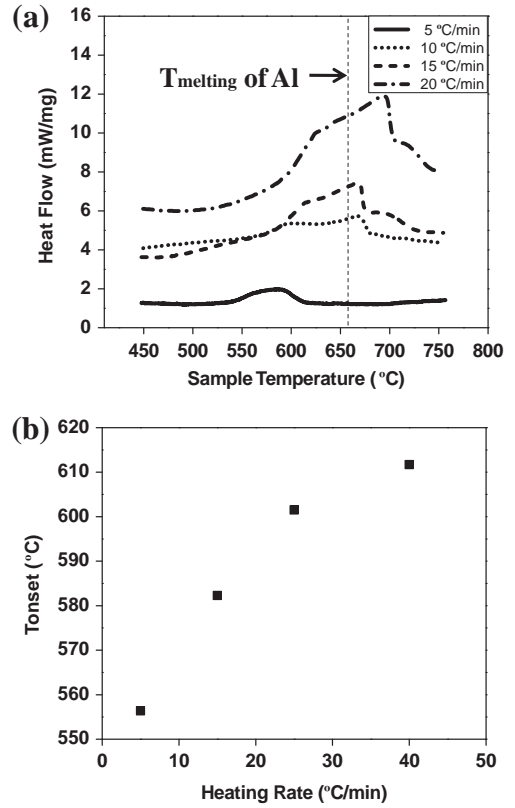 (a)
16
14
12
10
8
6
4
2
0
Heat Flow (mW/mg)
Tmelting of Al
5 ºC/min
10 ºC/min
15 ºC/min
20 ºC/min
450 500 550 600 650 700 750 800
Sample Temperature ( ºC)
(b)
620
610
600
590
580
570
560
550
Tonset (ºC)
0 10 20 30 40 50
Heating Rate (ºC/min)